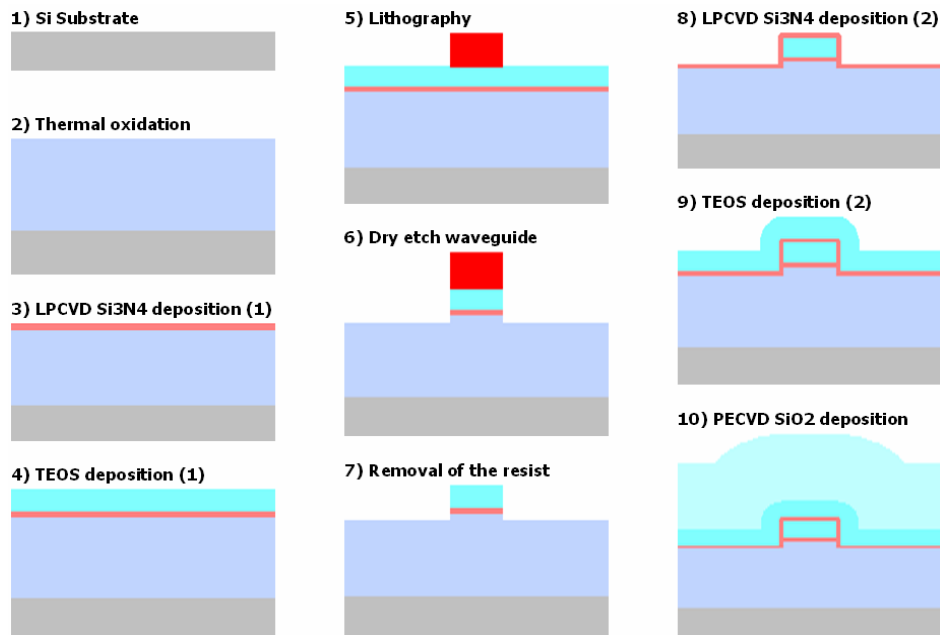 1) Si Substrate
2) Thermal oxidation
3) LPCVD Si3N4 deposition (1)
4) TEOS deposition (1)
5) Lithography
6) Dry etch waveguide
7) Removal of the resist
8) LPCVD Si3N4 deposition (2)
9) TEOS deposition (2)
10) PECVD SiO2 deposition